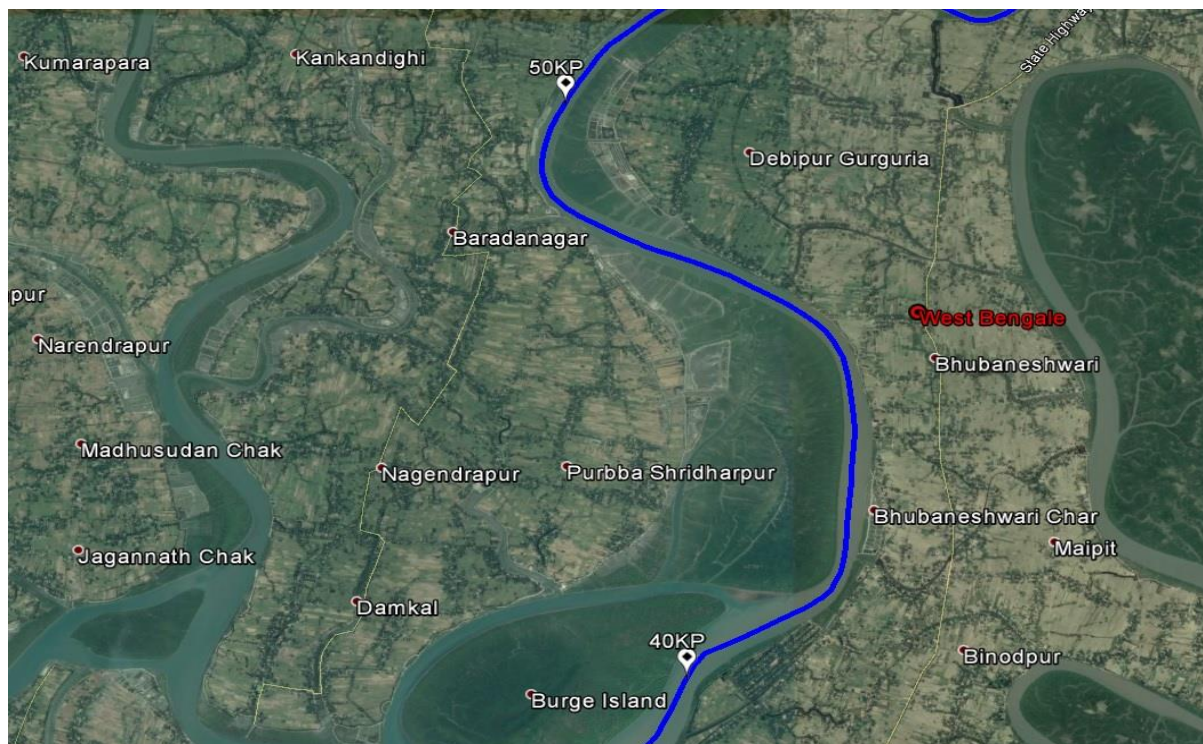 State Highway
Kumarapara
Kankandighi
50KP
Debipur Gurguria
Baradanagar
pur
West Bengale
Narendrapur
Bhubaneshwari
Madhusudan Chak
Nagendrapur
Purbba Shridharpur
Bhubaneshwari Char
Jagannath Chak
Maipit
Damkal
40KP
Binodpur
Burge Island